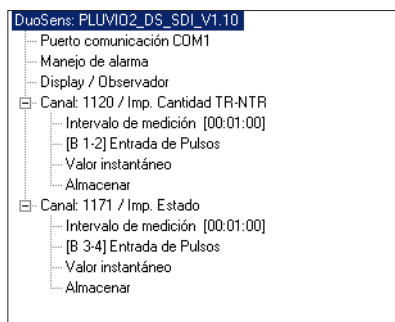 DuoSens: PLUVIO2_DS_SDI_V1.10
Puerto comunicación COM1
Manejo de alarma
Display / Observador
Canal: 1120 / Imp. Cantidad TR-NTR
Intervalo de medición [00:01:00]
[B 1-2] Entrada de Pulsos
Valor instantáneo
Almacenar
Canal: 1171 / Imp. Estado
Intervalo de medición [00:01:00]
[B 3-4] Entrada de Pulsos
Valor instantáneo
Almacenar